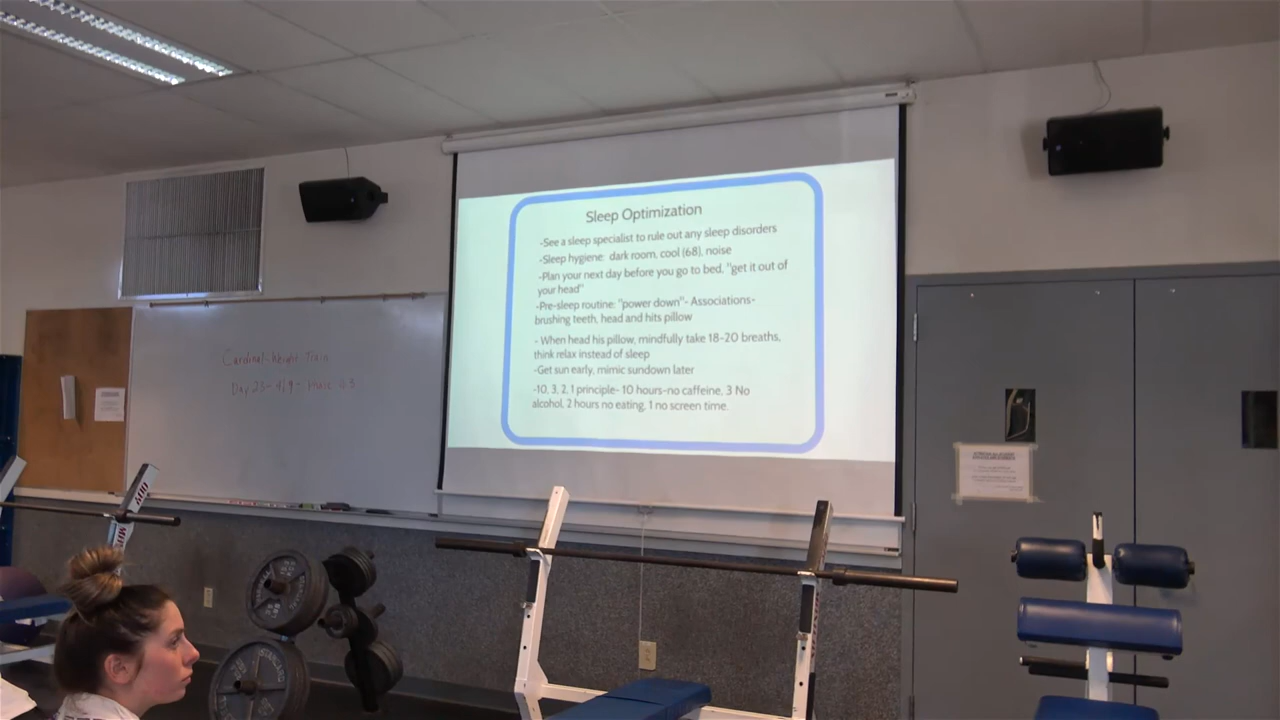 Sleep Optimization
-See a sleep specialist to rule out any sleep disorders
-Sleep hygiene: dark room, cool (68), noise
-Plan your next day before you go to bed, "get it out of
your head"
-Pre-sleep routine: "power down"- Associations-
brushing teeth, head and hits pillow
- When head his pillow, mindfully take 18-20 breaths,
think relax instead of sleep
-Get sun early, mimic sundown later
-10, 3, 2, 1 principle- 10 hours-no caffeine, 3 No
alcohol, 2 hours no eating, 1 no screen time.
Cardinal-Weight Train
Day 23-4/9-